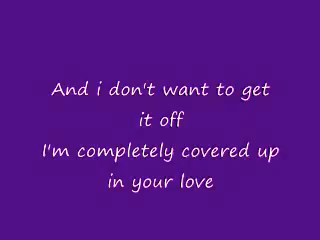 And i don't want to get
it off
I'm completely covered up
in your love